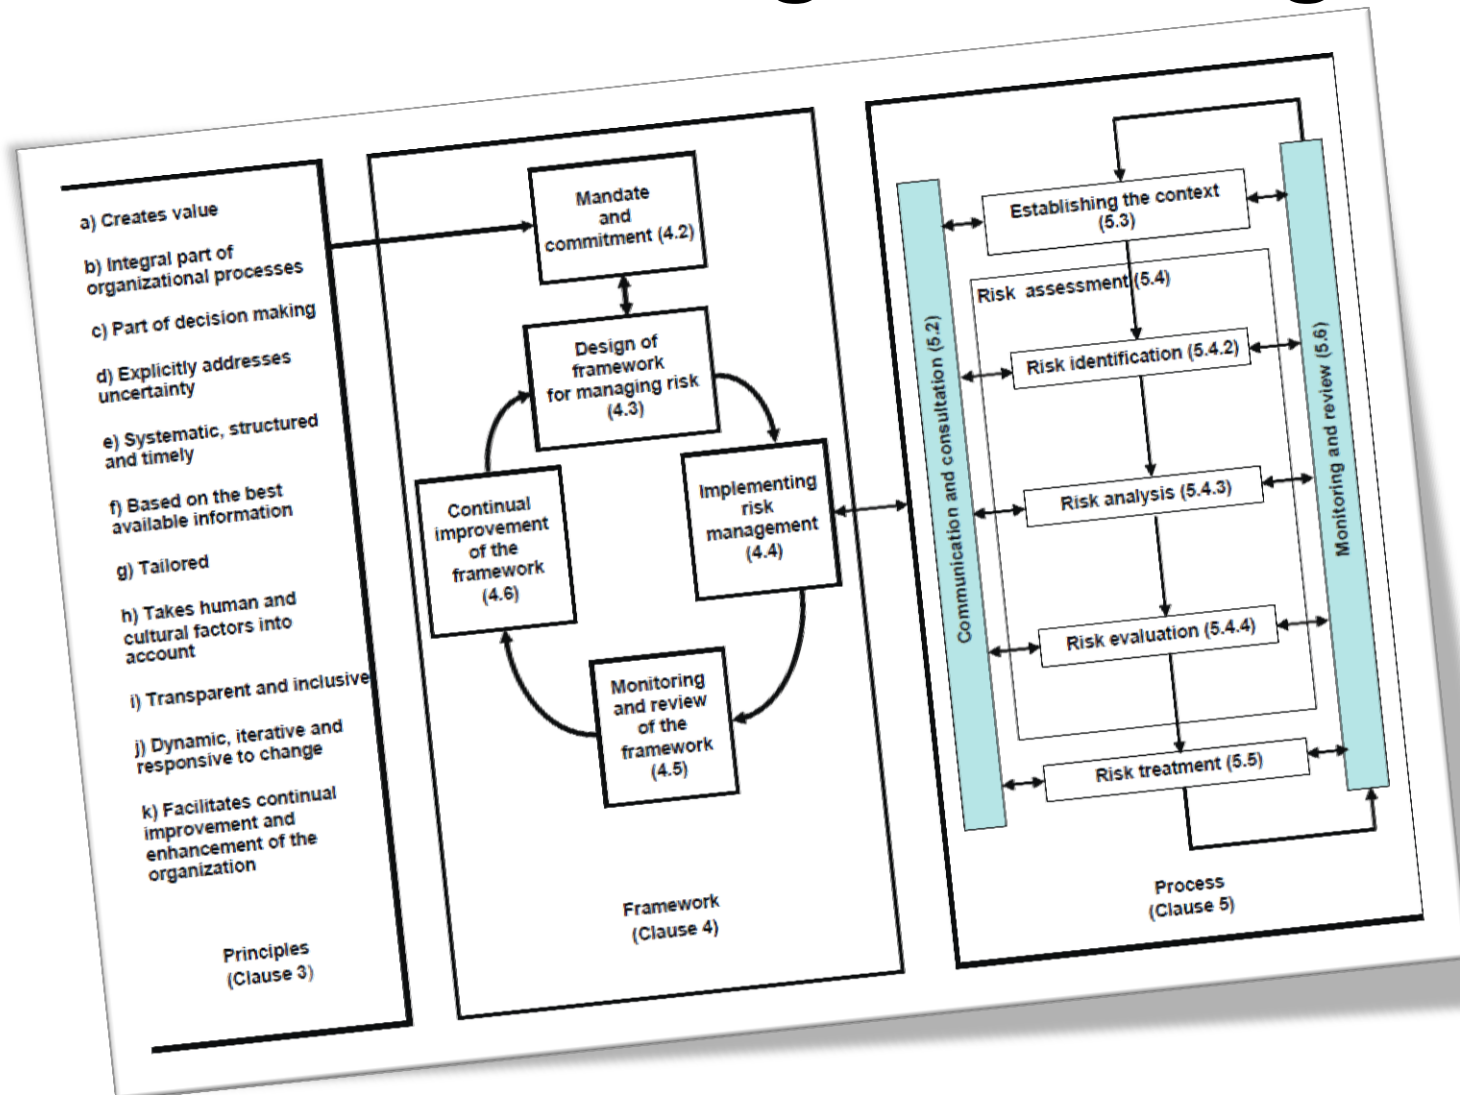 a) Creates value
b) Integral part of
organizational processes
c) Part of decision making
d) Explicitly addresses
uncertainty
e) Systematic, structured
and timely
f) Based on the best
available information
g) Tailored
h) Takes human and
cultural factors into
account
i) Transparent and inclusive
j) Dynamic, iterative and
responsive to change
k) Facilitates continual
improvement and
enhancement of the
organization
Principles
(Clause 3)
Mandate
and
commitment (4.2)
Design of
framework
for managing risk
(4.3)
Implementing
risk
management
(4.4)
Continual
improvement
of the
framework
(4.6)
Monitoring
and review
of the
framework
(4.5)
Framework
(Clause 4)
Communication and consultation (5.2)
Establishing the context
(5.3)
Risk assessment (5.4)
Risk identification (5.4.2)
Risk analysis (5.4.3)
Risk evaluation (5.4.4)
Risk treatment (5.5)
Monitoring and review (5.6)
Process
(Clause 5)